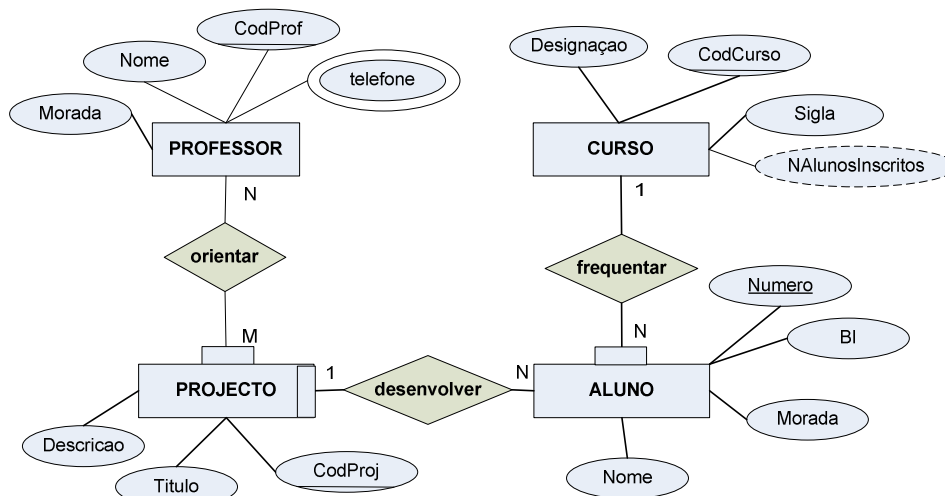 CodProf
Nome
telefone
Morada
PROFESSOR
N
orientar
M
PROJECTO
Descricao
Titulo
CodProj
1
desenvolver
N
Designaçao
CodCurso
Sigla
NAlunosInscritos
CURSO
1
frequentar
N
ALUNO
Numero
BI
Morada
Nome